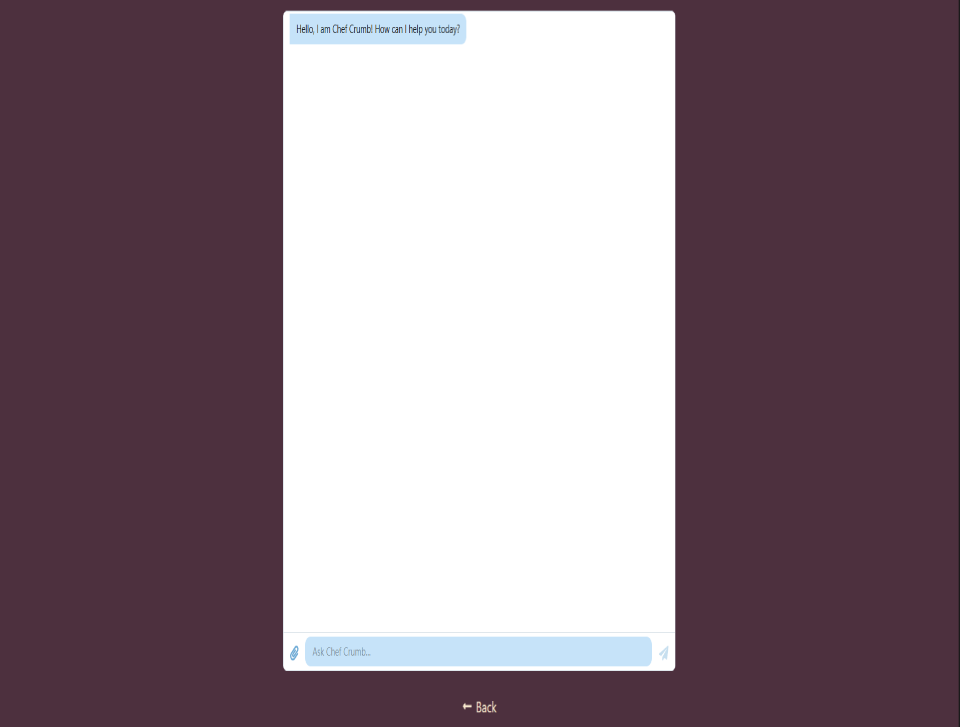 Hello, I am Chef Crumb! How can I help you today?
Ask Chef Crumb...
← Back